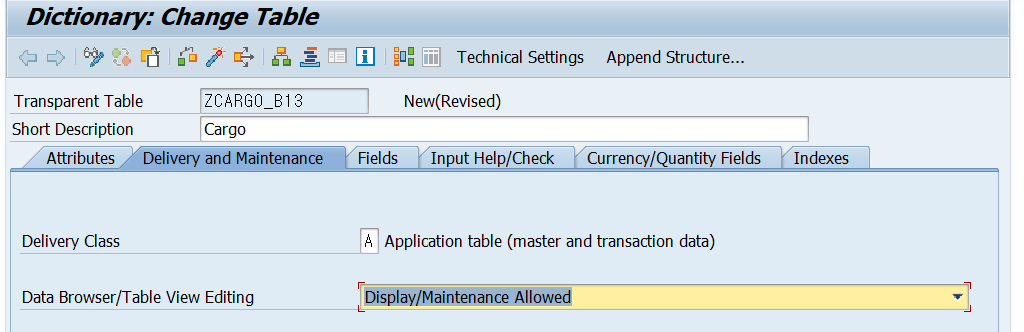 Dictionary: Change Table
Technical Settings Append Structure...
Transparent Table ZCARGO_B13 New(Revised)
Short Description Cargo
Attributes Delivery and Maintenance Fields Input Help/Check Currency/Quantity Fields Indexes
Delivery Class A Application table (master and transaction data)
Data Browser/Table View Editing Display/Maintenance Allowed